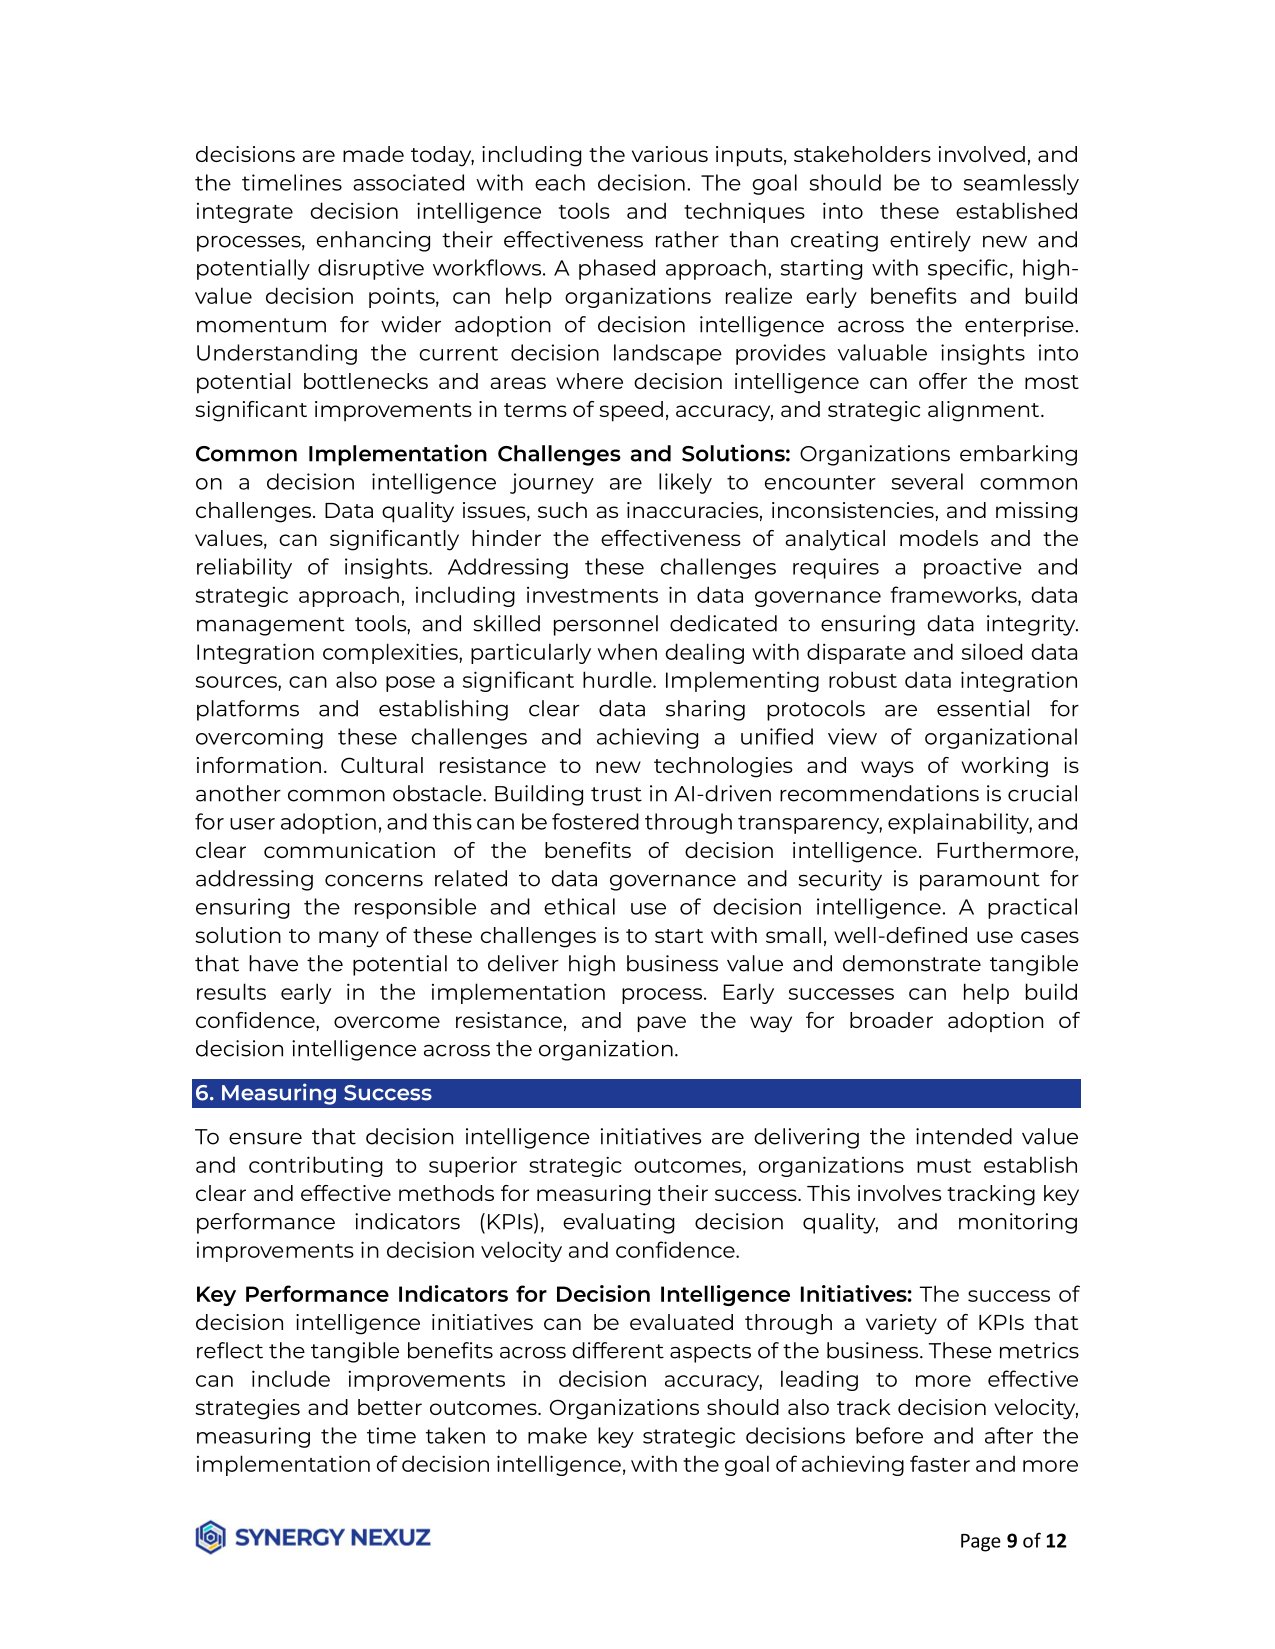 decisions are made today, including the various inputs, stakeholders involved, and
the timelines associated with each decision. The goal should be to seamlessly
integrate decision intelligence tools and techniques into these established
processes, enhancing their effectiveness rather than creating entirely new and
potentially disruptive workflows. A phased approach, starting with specific, high-
value decision points, can help organizations realize early benefits and build
momentum for wider adoption of decision intelligence across the enterprise.
Understanding the current decision landscape provides valuable insights into
potential bottlenecks and areas where decision intelligence can offer the most
significant improvements in terms of speed, accuracy, and strategic alignment.
Common Implementation Challenges and Solutions: Organizations embarking
on a decision intelligence journey are likely to encounter several common
challenges. Data quality issues, such as inaccuracies, inconsistencies, and missing
values, can significantly hinder the effectiveness of analytical models and the
reliability of insights. Addressing these challenges requires a proactive and
strategic approach, including investments in data governance frameworks, data
management tools, and skilled personnel dedicated to ensuring data integrity.
Integration complexities, particularly when dealing with disparate and siloed data
sources, can also pose a significant hurdle. Implementing robust data integration
platforms and establishing clear data sharing protocols are essential for
overcoming these challenges and achieving a unified view of organizational
information. Cultural resistance to new technologies and ways of working is
another common obstacle. Building trust in AI-driven recommendations is crucial
for user adoption, and this can be fostered through transparency, explainability, and
clear communication of the benefits of decision intelligence. Furthermore,
addressing concerns related to data governance and security is paramount for
ensuring the responsible and ethical use of decision intelligence. A practical
solution to many of these challenges is to start with small, well-defined use cases
that have the potential to deliver high business value and demonstrate tangible
results early in the implementation process. Early successes can help build
confidence, overcome resistance, and pave the way for broader adoption of
decision intelligence across the organization.
6. Measuring Success
To ensure that decision intelligence initiatives are delivering the intended value
and contributing to superior strategic outcomes, organizations must establish
clear and effective methods for measuring their success. This involves tracking key
performance indicators (KPIs), evaluating decision quality, and monitoring
improvements in decision velocity and confidence.
Key Performance Indicators for Decision Intelligence Initiatives: The success of
decision intelligence initiatives can be evaluated through a variety of KPIs that
reflect the tangible benefits across different aspects of the business. These metrics
can include improvements in decision accuracy, leading to more effective
strategies and better outcomes. Organizations should also track decision velocity,
measuring the time taken to make key strategic decisions before and after the
implementation of decision intelligence, with the goal of achieving faster and more
SYNERGY NEXUZ
Page 9 of 12